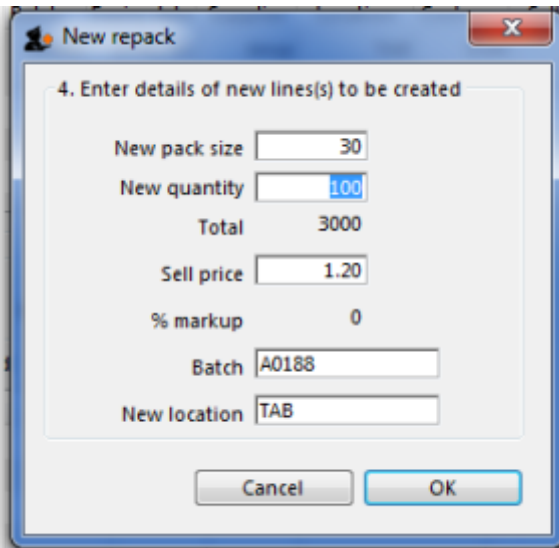 New repack
4. Enter details of new lines(s) to be created
New pack size 30
New quantity 100
Total 3000
Sell price 1.20
% markup 0
Batch A0188
New location TAB
Cancel OK